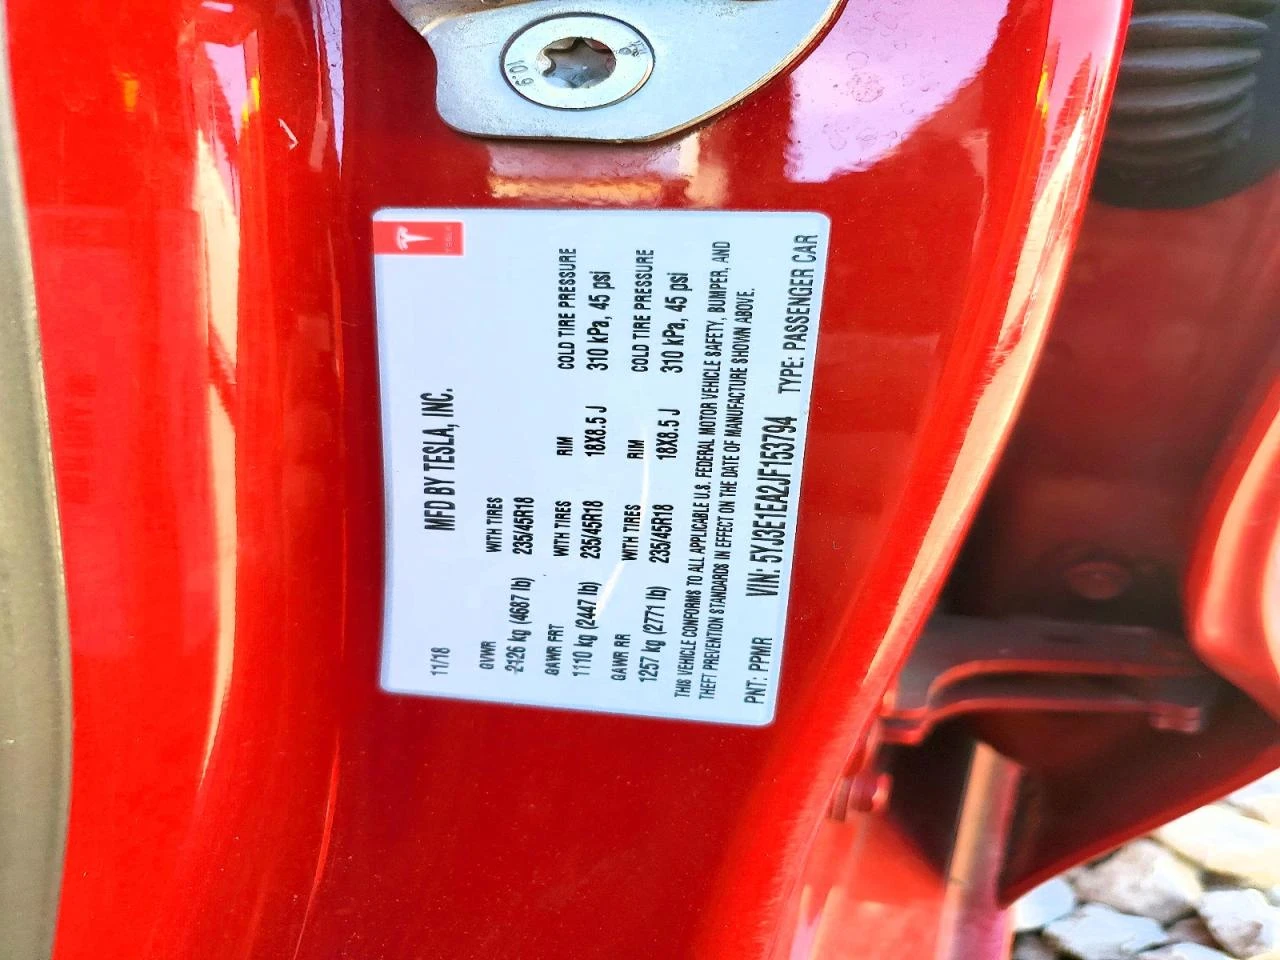 TESLA
11/18 MFD BY TESLA, INC.
GVWR WITH TIRES
2126 kg (4687 lb) 235/45R18
GAWR FRT WITH TIRES RIM COLD TIRE PRESSURE
1110 kg (2447 lb) 235/45R18 18X8.5 J 310 kPa, 45 psi
GAWR RR WITH TIRES RIM COLD TIRE PRESSURE
1257 kg (2771 lb) 235/45R18 18X8.5 J 310 kPa, 45 psi
THIS VEHICLE CONFORMS TO ALL APPLICABLE U.S. FEDERAL MOTOR VEHICLE SAFETY, BUMPER, AND
THEFT PREVENTION STANDARDS IN EFFECT ON THE DATE OF MANUFACTURE SHOWN ABOVE.
PNT: PPMR VIN: 5YJ3E1EA2JF153794 TYPE: PASSENGER CAR
10.9